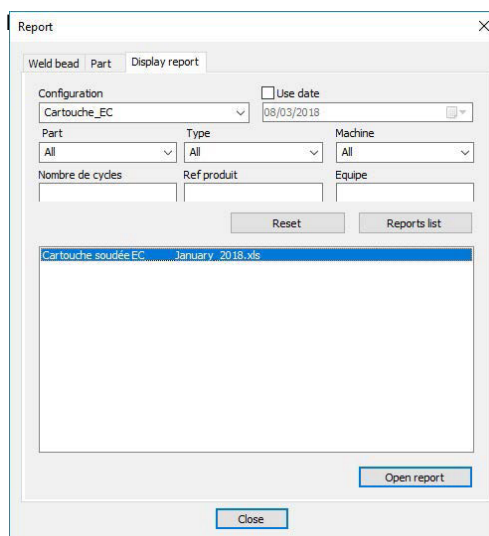 Report
Weld bead Part Display report
Configuration Use date
Cartouche_EC 08/03/2018
Part Type Machine
All All All
Nombre de cycles Ref produit Equipe
Reset Reports list
Cartouche soudée EC January 2018.xls
Open report
Close